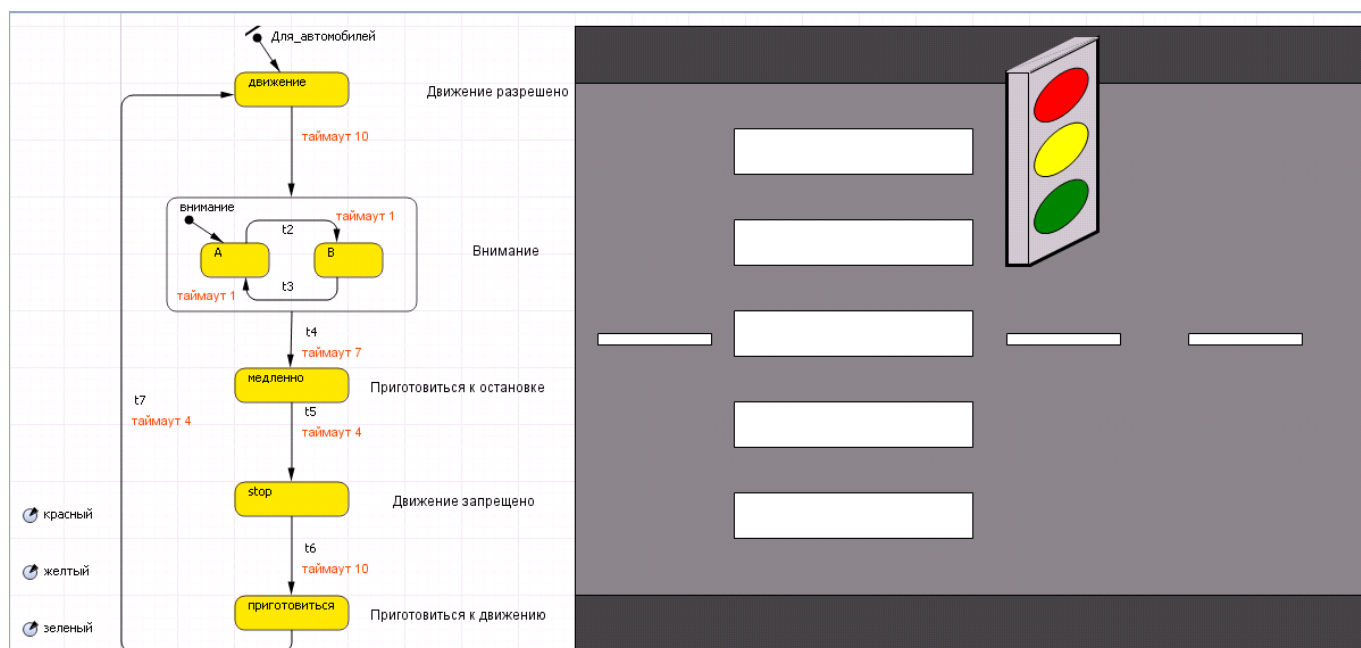 Для_автомобилей
движение
Движение разрешено
таймаут 10
внимание
таймаут 1
t2
A
B
Внимание
t3
таймаут 1
t4
таймаут 7
медленно
Приготовиться к остановке
t7
t5
таймаут 4
таймаут 4
stop
Движение запрещено
красный
t6
таймаут 10
желтый
приготовиться
Приготовиться к движению
зеленый